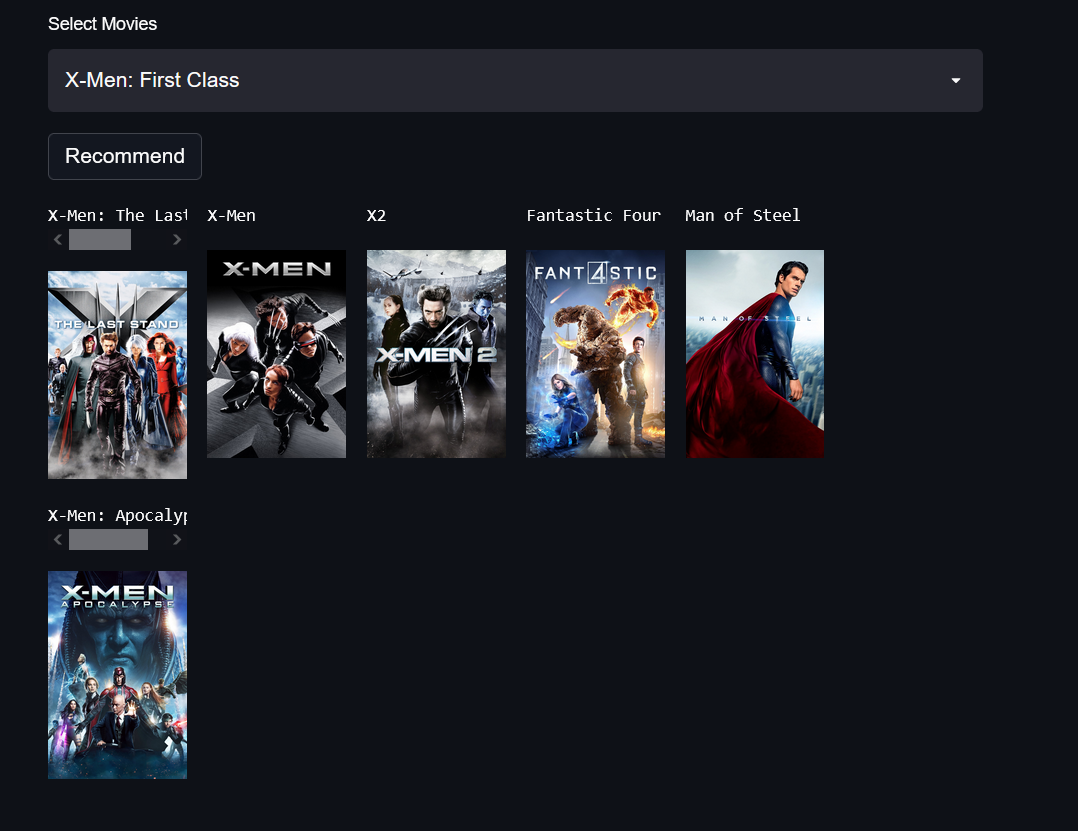 Select Movies
X-Men: First Class
Recommend
X-Men: The Last
X-Men
X2
Fantastic Four
Man of Steel
THE LAST STAND
X-MEN
X-MEN 2
FANT4STIC
MAN OF STEEL
X-Men: Apocalyp
X-MEN
APOCALYPSE